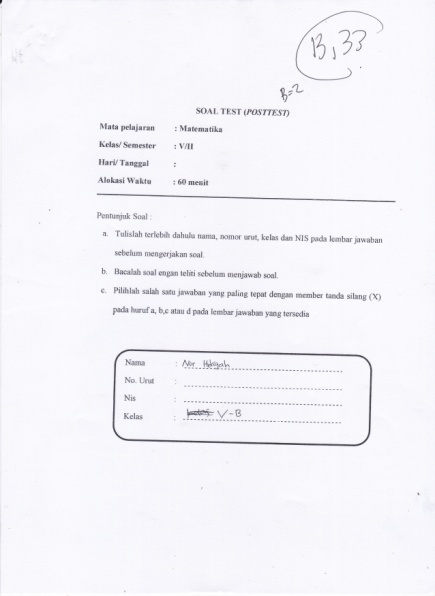 13,33
B=2
SOAL TEST (POSTTEST)
Mata pelajaran : Matematika
Kelas/ Semester : V/II
Hari/ Tanggal :
Alokasi Waktu : 60 menit
Pentunjuk Soal :
a. Tulislah terlebih dahulu nama, nomor urut, kelas dan NIS pada lembar jawaban
sebelum mengerjakan soal.
b. Bacalah soal engan teliti sebelum menjawab soal.
c. Pilihlah salah satu jawaban yang paling tepat dengan member tanda silang (X)
pada huruf a, b,c atau d pada lembar jawaban yang tersedia
Nama : Nur
No. Urut :
Nis :
Kelas : V-B